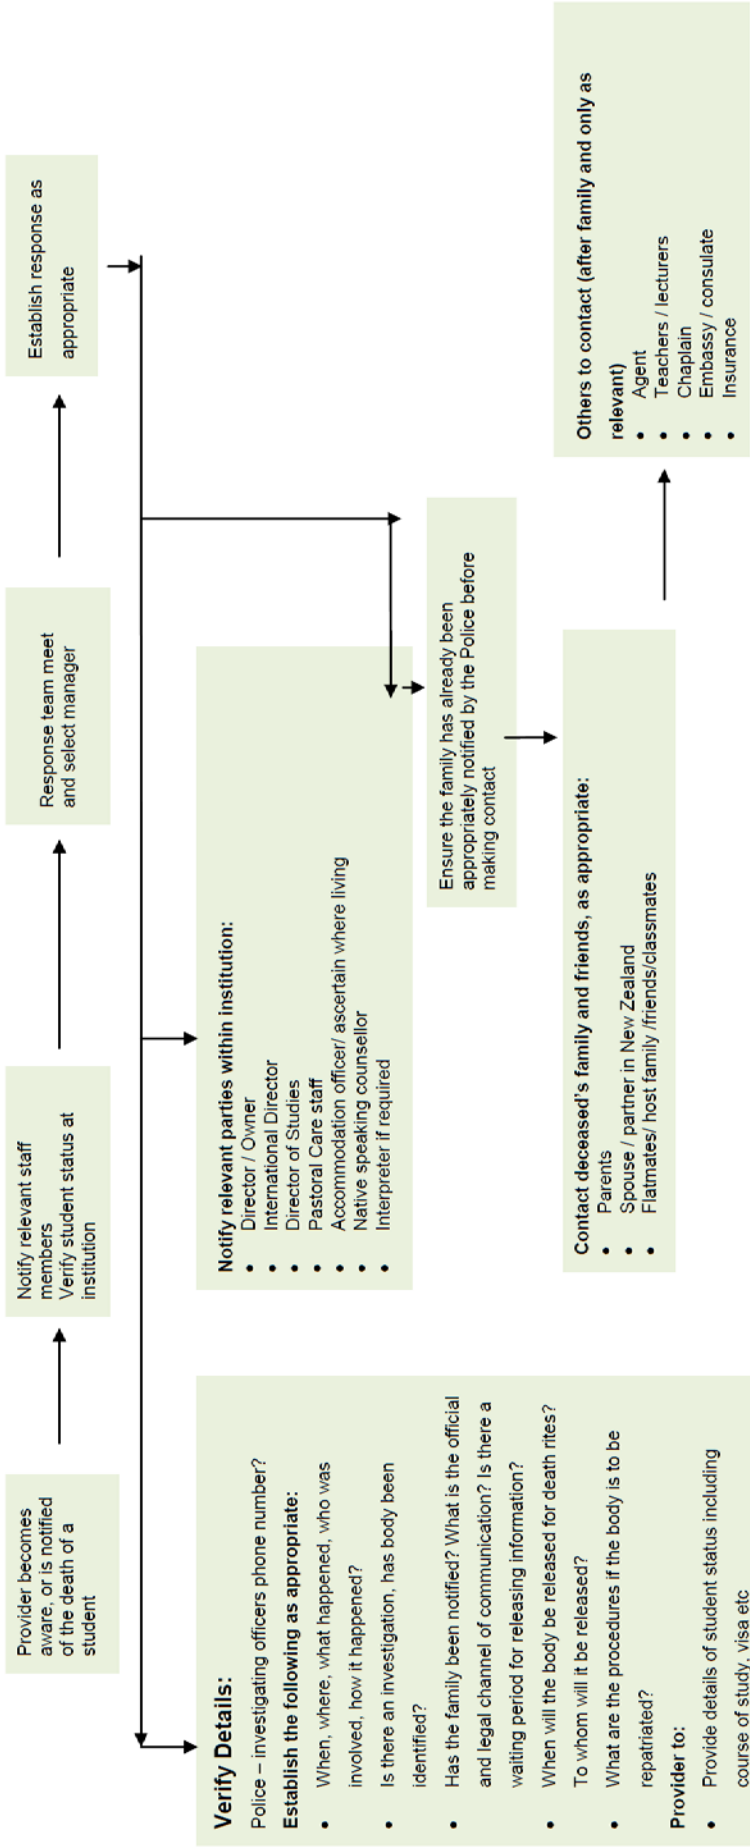 Provider becomes
aware, or is notified
of the death of a
student
Notify relevant staff
members
Verify student status at
institution
Response team meet
and select manager
Establish response as
appropriate
Verify Details:
Police – investigating officers phone number?
Establish the following as appropriate:
• When, where, what happened, who was
involved, how it happened?
• Is there an investigation, has body been
identified?
• Has the family been notified? What is the official
and legal channel of communication? Is there a
waiting period for releasing information?
• When will the body be released for death rites?
To whom will it be released?
• What are the procedures if the body is to be
repatriated?
Provider to:
• Provide details of student status including
course of study, visa etc
Notify relevant parties within institution:
• Director / Owner
• International Director
• Director of Studies
• Pastoral Care staff
• Accommodation officer/ ascertain where living
• Native speaking counsellor
• Interpreter if required
Ensure the family has already been
appropriately notified by the Police before
making contact
Contact deceased's family and friends, as appropriate:
• Parents
• Spouse / partner in New Zealand
• Flatmates/ host family /friends/classmates
Others to contact (after family and only as
relevant)
• Agent
• Teachers / lecturers
• Chaplain
• Embassy / consulate
• Insurance